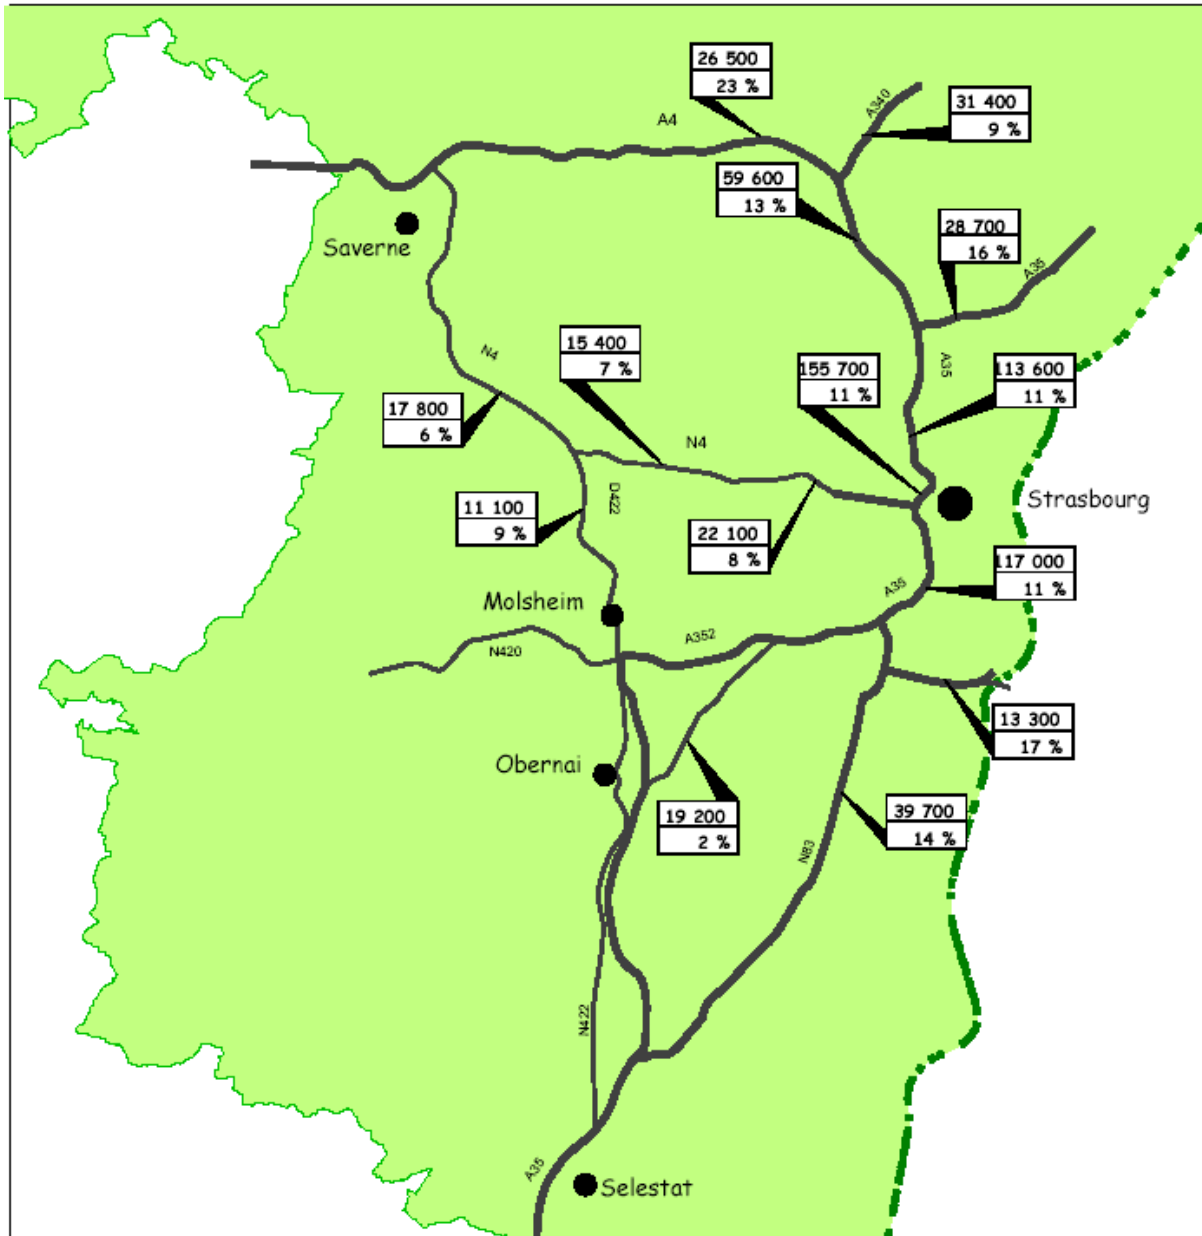 26 500
23 %
A340
31 400
9 %
A4
59 600
13 %
28 700
16 %
Saverne
A35
N4
15 400
7 %
155 700
11 %
A35
113 600
11 %
17 800
6 %
N4
D422
11 100
9 %
22 100
8 %
Strasbourg
117 000
11 %
Molsheim
A35
A352
N420
13 300
17 %
Obernai
19 200
2 %
39 700
14 %
N83
N422
A35
Selestat